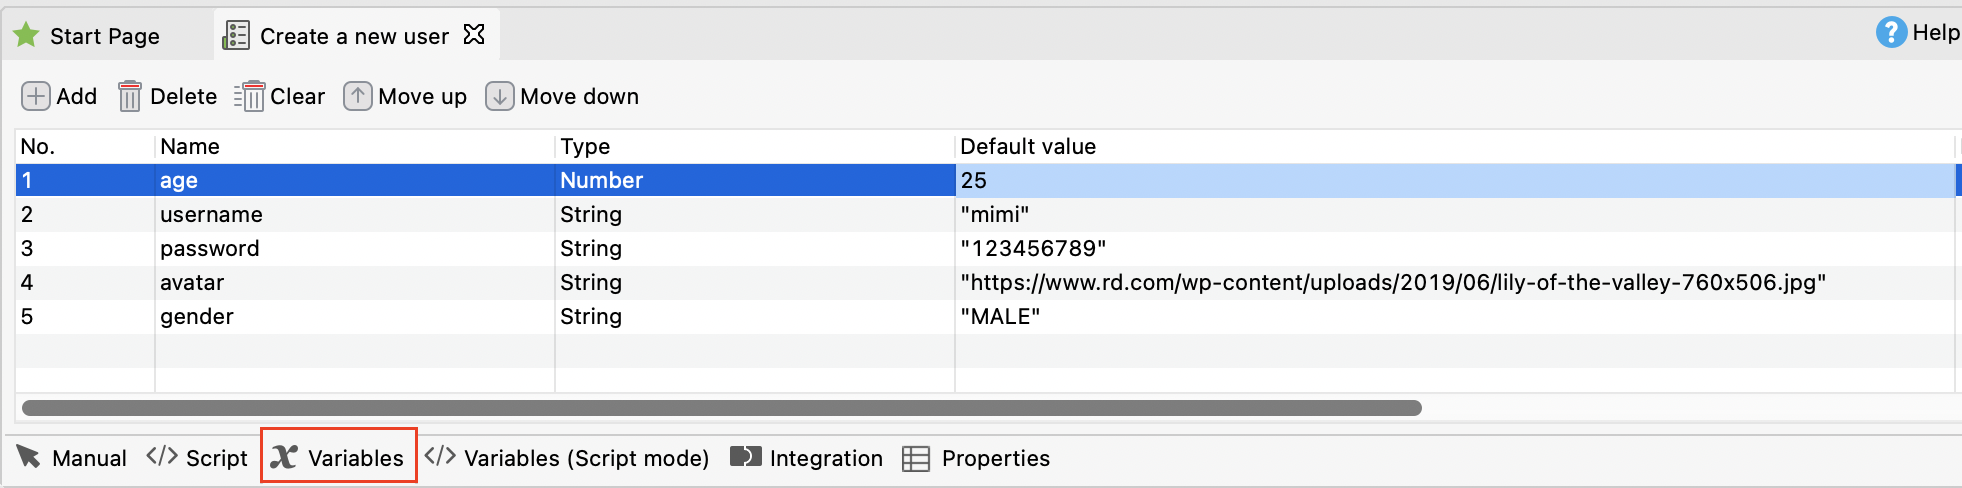 Start Page Create a new user Help
Add Delete Clear Move up Move down
No. Name Type Default value
1 age Number 25
2 username String "mimi"
3 password String "123456789"
4 avatar String "https://www.rd.com/wp-content/uploads/2019/06/lily-of-the-valley-760x506.jpg"
5 gender String "MALE"
Manual </> Script x Variables </> Variables (Script mode) Integration Properties